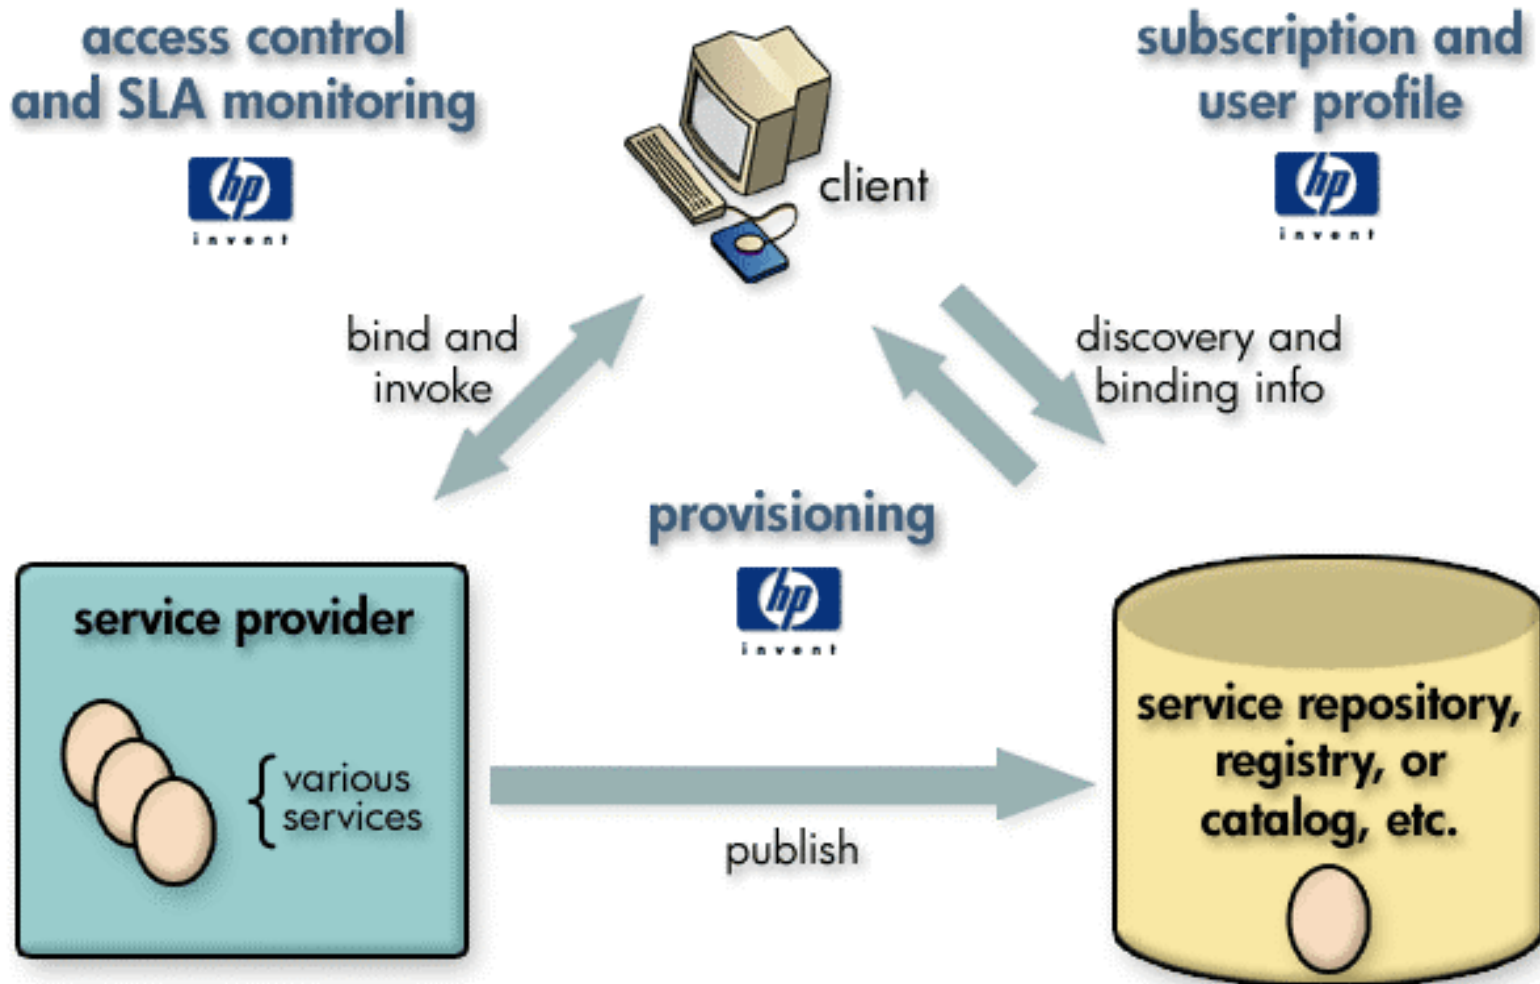 access control
and SLA monitoring
hp
invent
client
subscription and
user profile
hp
invent
bind and
invoke
discovery and
binding info
provisioning
hp
invent
service provider
various
services
publish
service repository,
registry, or
catalog, etc.